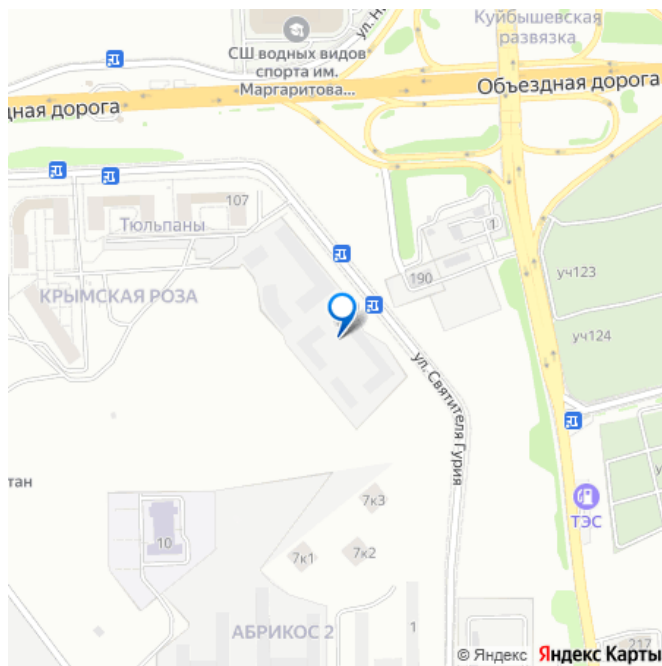 Куйбышевская
развязка
ул. Н
СШ водных видов
спорта им.
Маргаритова...
Объездная дорога
дная дорога
107
Тюльпаны
1
190
уч123
КРЫМСКАЯ РОЗА
уч124
ул. Святителя Гурия
тан
7к3
ТЭС
10
7к1
7к2
АБРИКОС 2
1
217
© Яндекс Яндекс Карты